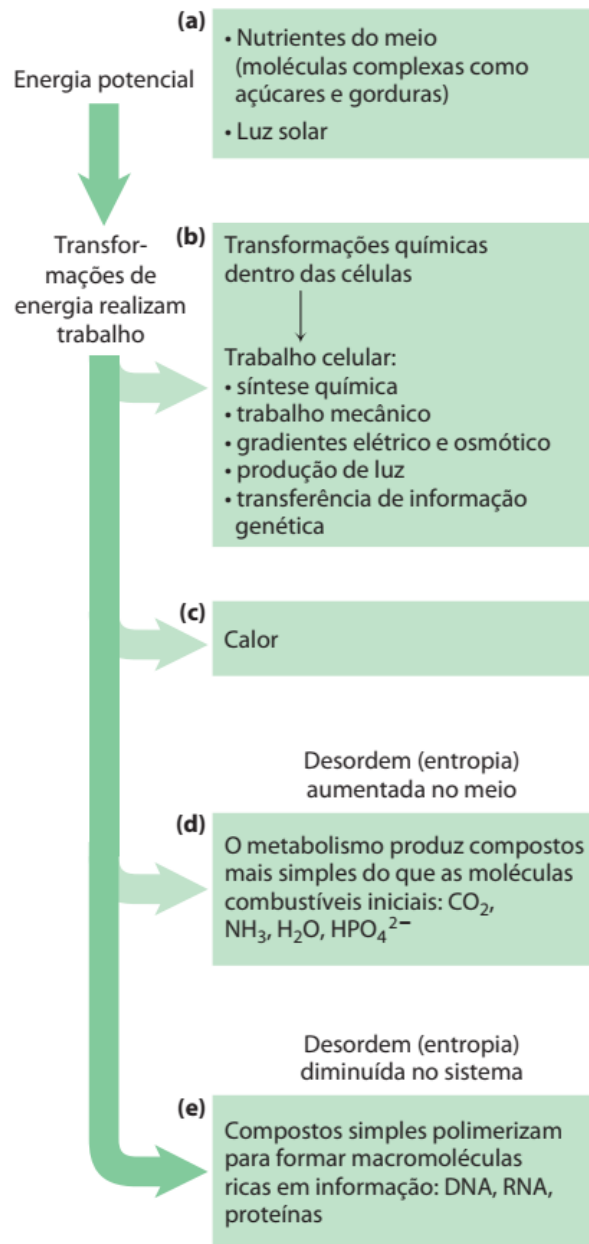 (a)
• Nutrientes do meio
(moléculas complexas como
açúcares e gorduras)
• Luz solar
Energia potencial
Transfor-
mações de
energia realizam
trabalho
(b)
Transformações químicas
dentro das células
Trabalho celular:
• síntese química
• trabalho mecânico
• gradientes elétrico e osmótico
• produção de luz
• transferência de informação
genética
(c)
Calor
Desordem (entropia)
aumentada no meio
(d)
O metabolismo produz compostos
mais simples do que as moléculas
combustíveis iniciais: CO₂,
NH₃, H₂O, HPO₄²⁻
Desordem (entropia)
diminuída no sistema
(e)
Compostos simples polimerizam
para formar macromoléculas
ricas em informação: DNA, RNA,
proteínas